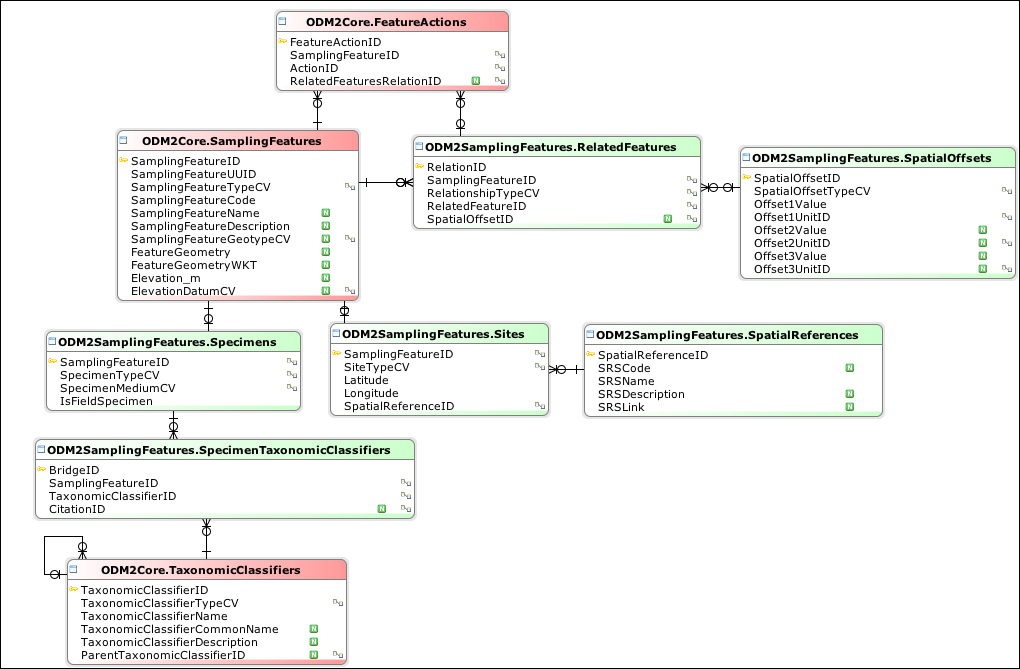 ODM2Core.FeatureActions
FeatureActionID
SamplingFeatureID
ActionID
RelatedFeaturesRelationID N
ODM2Core.SamplingFeatures
SamplingFeatureID
SamplingFeatureUUID
SamplingFeatureTypeCV
SamplingFeatureCode
SamplingFeatureName N
SamplingFeatureDescription N
SamplingFeatureGeotypeCV N
FeatureGeometry N
FeatureGeometryWKT N
Elevation_m N
ElevationDatumCV N
ODM2SamplingFeatures.RelatedFeatures
RelationID
SamplingFeatureID
RelationshipTypeCV
RelatedFeatureID
SpatialOffsetID N
ODM2SamplingFeatures.SpatialOffsets
SpatialOffsetID
SpatialOffsetTypeCV
Offset1Value
Offset1UnitID
Offset2Value N
Offset2UnitID N
Offset3Value N
Offset3UnitID N
ODM2SamplingFeatures.Specimens
SamplingFeatureID
SpecimenTypeCV
SpecimenMediumCV
IsFieldSpecimen
ODM2SamplingFeatures.Sites
SamplingFeatureID
SiteTypeCV
Latitude
Longitude
SpatialReferenceID
ODM2SamplingFeatures.SpatialReferences
SpatialReferenceID
SRSCode N
SRSName
SRSDescription N
SRSLink N
ODM2SamplingFeatures.SpecimenTaxonomicClassifiers
BridgeID
SamplingFeatureID
TaxonomicClassifierID
CitationID N
ODM2Core.TaxonomicClassifiers
TaxonomicClassifierID
TaxonomicClassifierTypeCV
TaxonomicClassifierName
TaxonomicClassifierCommonName N
TaxonomicClassifierDescription N
ParentTaxonomicClassifierID N